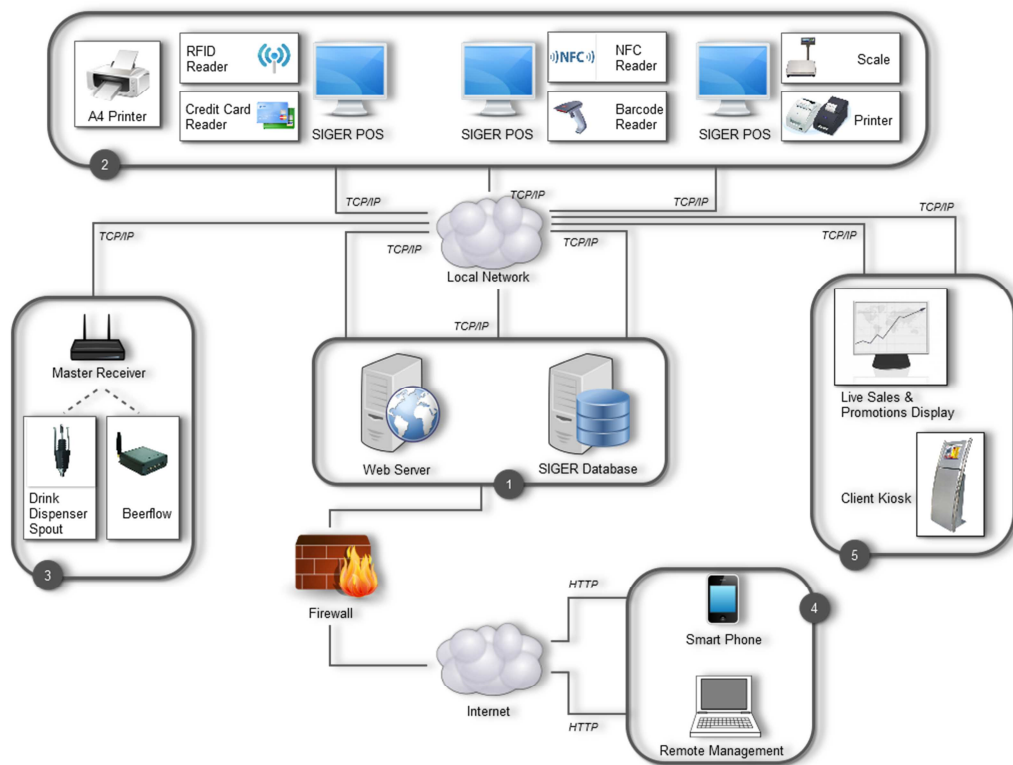 RFID
Reader
Credit Card
Reader
A4 Printer
SIGER POS
SIGER POS
NFC
NFC
Reader
Barcode
Reader
SIGER POS
Scale
Printer
2
TCP/IP
TCP/IP
TCP/IP
TCP/IP
TCP/IP
TCP/IP
TCP/IP
TCP/IP
TCP/IP
Local Network
Master Receiver
Drink
Dispenser
Spout
Beerflow
3
Web Server
SIGER Database
1
Live Sales &
Promotions Display
Client Kiosk
5
Firewall
Internet
HTTP
HTTP
4
Smart Phone
Remote Management